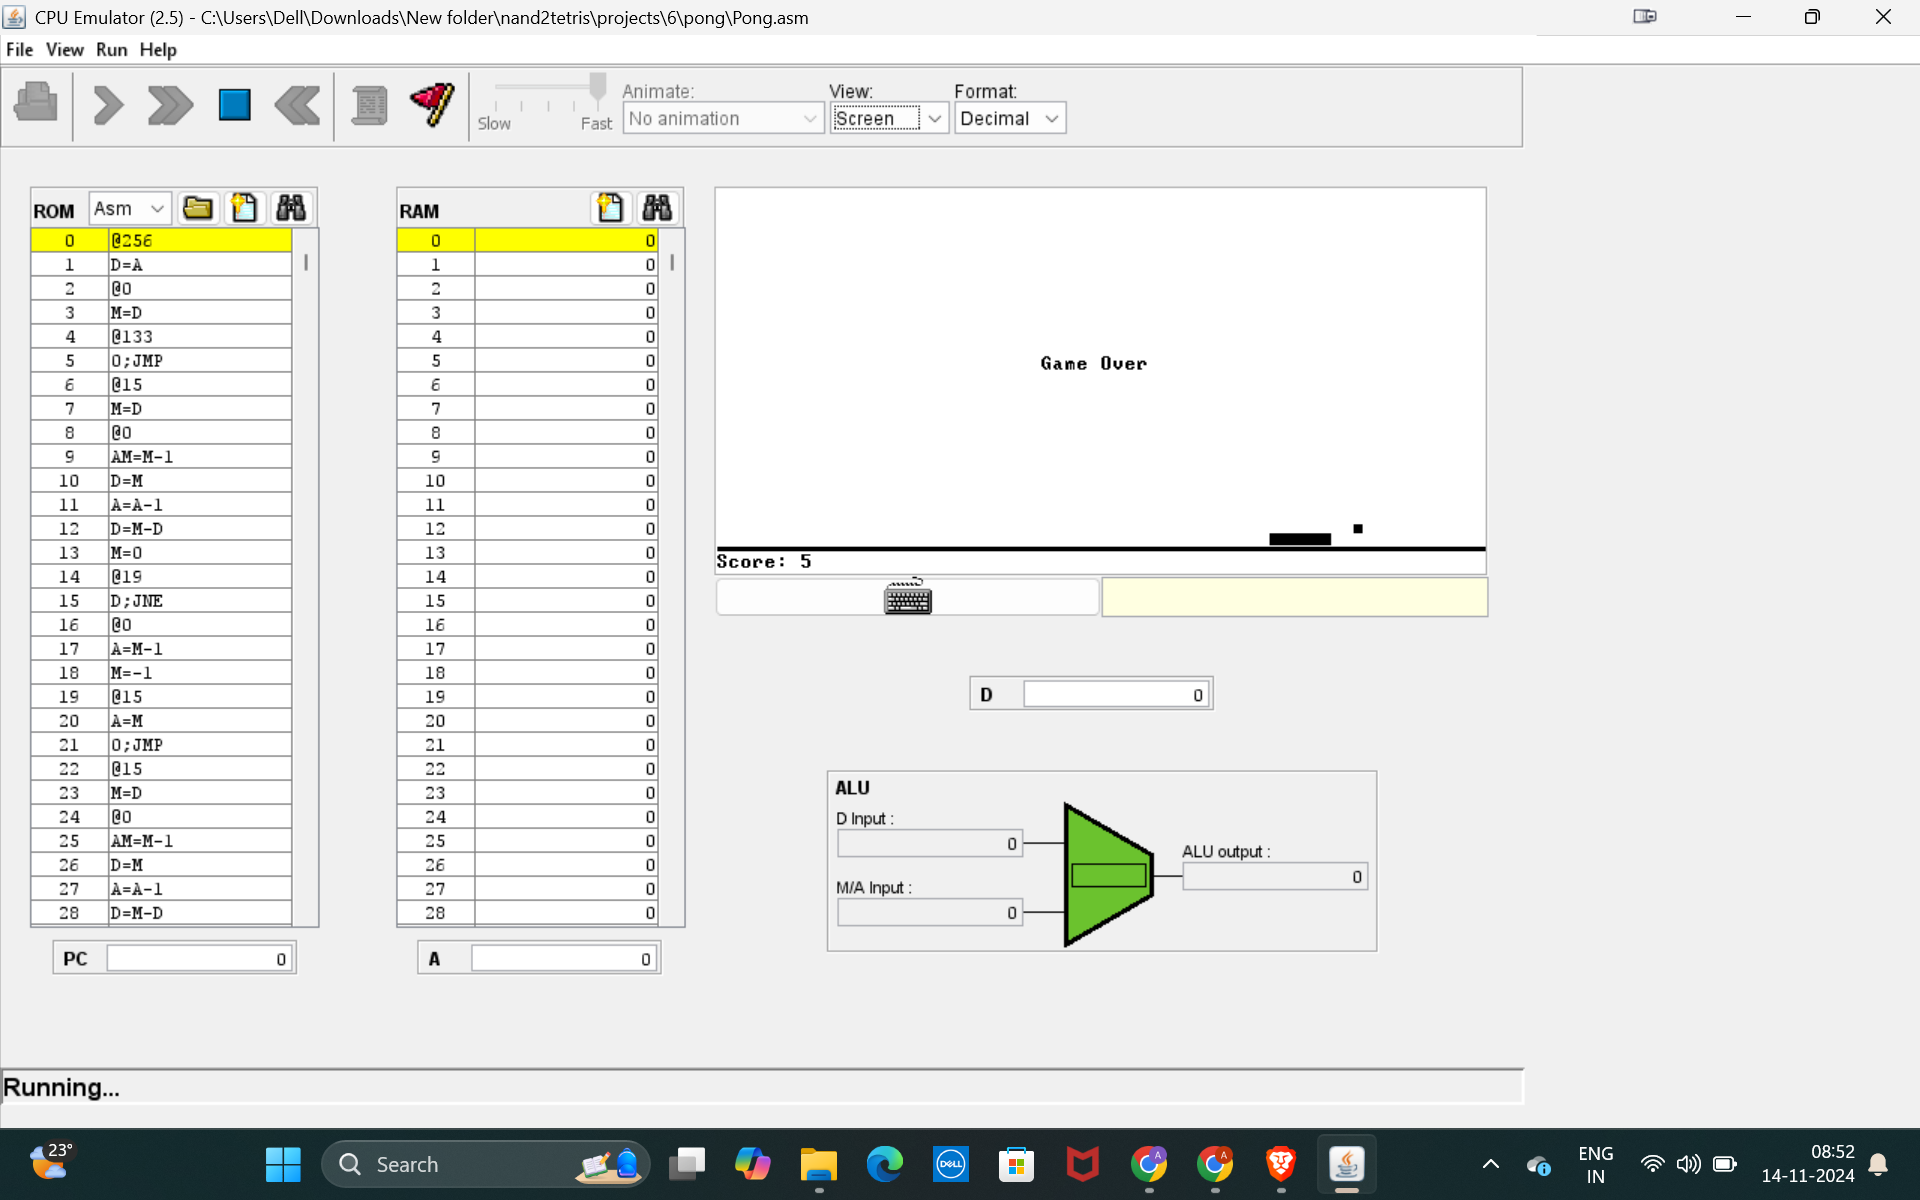 CPU Emulator (2.5) - C:\Users\Dell\Downloads\New folder\nand2tetris\projects\6\pong\Pong.asm
File View Run Help
Slow Fast
Animate:
No animation
View:
Screen
Format:
Decimal
ROM Asm
0 @256
1 D=A
2 @0
3 M=D
4 @133
5 0;JMP
6 @15
7 M=D
8 @0
9 AM=M-1
10 D=M
11 A=A-1
12 D=M-D
13 M=0
14 @19
15 D;JNE
16 @0
17 A=M-1
18 M=-1
19 @15
20 A=M
21 0;JMP
22 @15
23 M=D
24 @0
25 AM=M-1
26 D=M
27 A=A-1
28 D=M-D
PC 0
RAM
0 0
1 0
2 0
3 0
4 0
5 0
6 0
7 0
8 0
9 0
10 0
11 0
12 0
13 0
14 0
15 0
16 0
17 0
18 0
19 0
20 0
21 0
22 0
23 0
24 0
25 0
26 0
27 0
28 0
A 0
Game Over
Score: 5
D 0
ALU
D Input :
0
M/A Input :
0
ALU output :
0
Running...
23°
Search
DELL
ENG
IN
08:52
14-11-2024